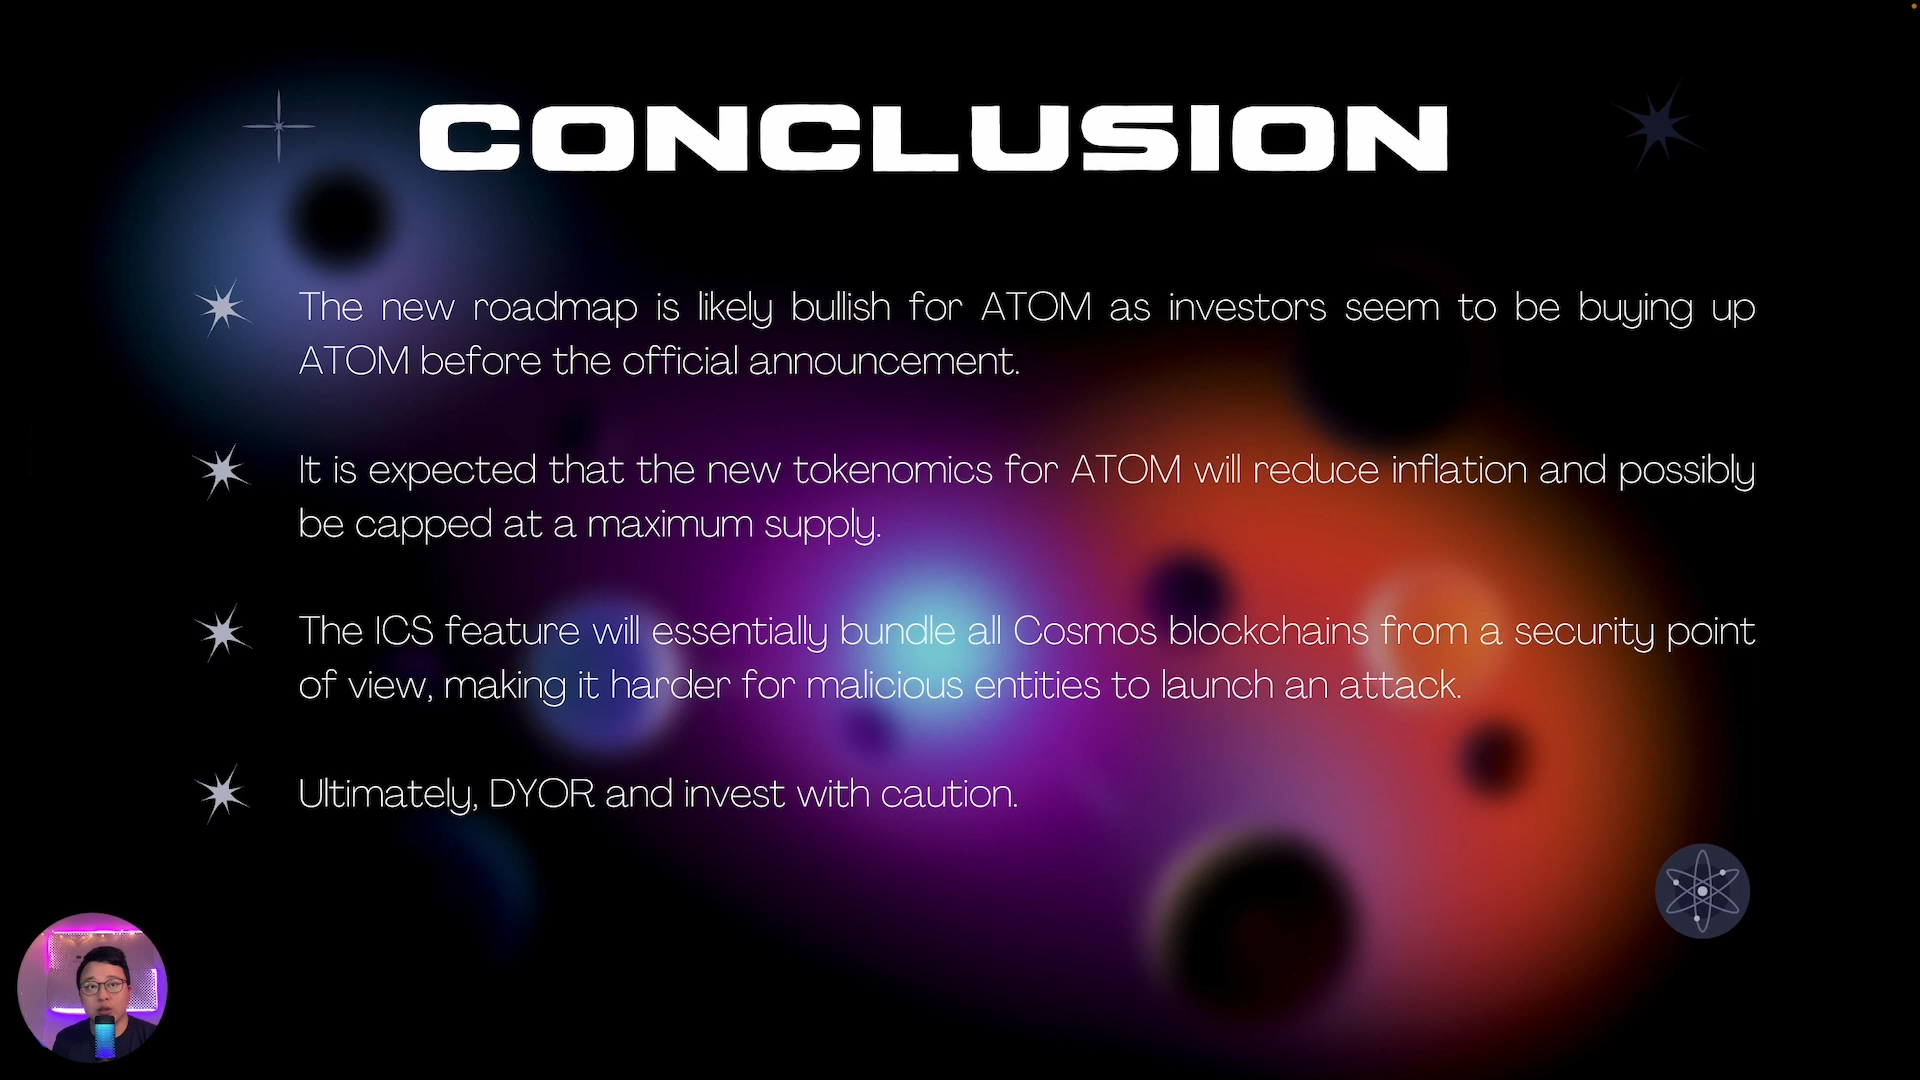 CONCLUSION
The new roadmap is likely bullish for ATOM as investors seem to be buying up
ATOM before the official announcement.
It is expected that the new tokenomics for ATOM will reduce inflation and possibly
be capped at a maximum supply.
The ICS feature will essentially bundle all Cosmos blockchains from a security point
of view, making it harder for malicious entities to launch an attack.
Ultimately, DYOR and invest with caution.